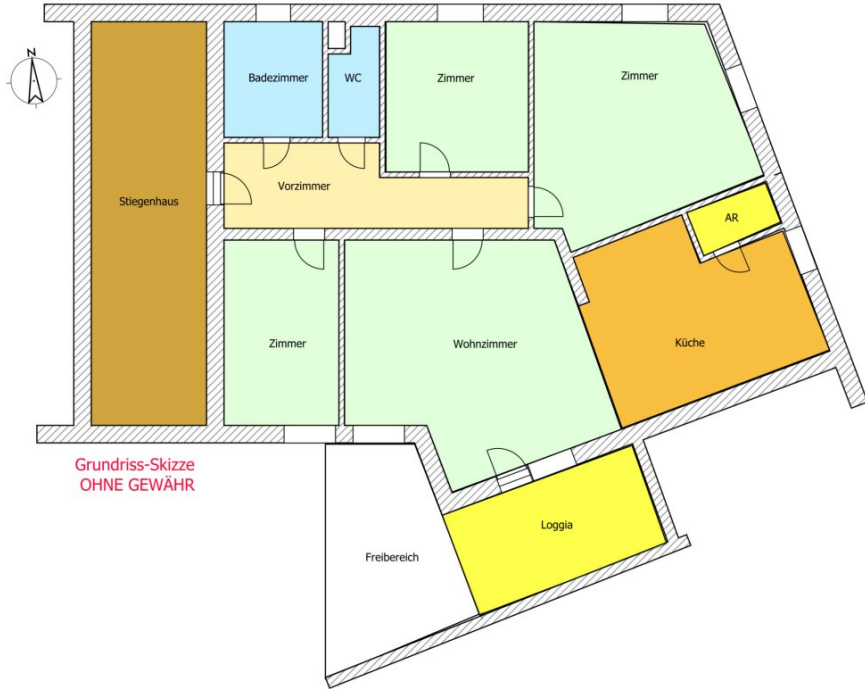 N
Badezimmer
WC
Zimmer
Zimmer
Stiegenhaus
Vorzimmer
AR
Zimmer
Wohnzimmer
Küche
Grundriss-Skizze
OHNE GEWÄHR
Loggia
Freibereich